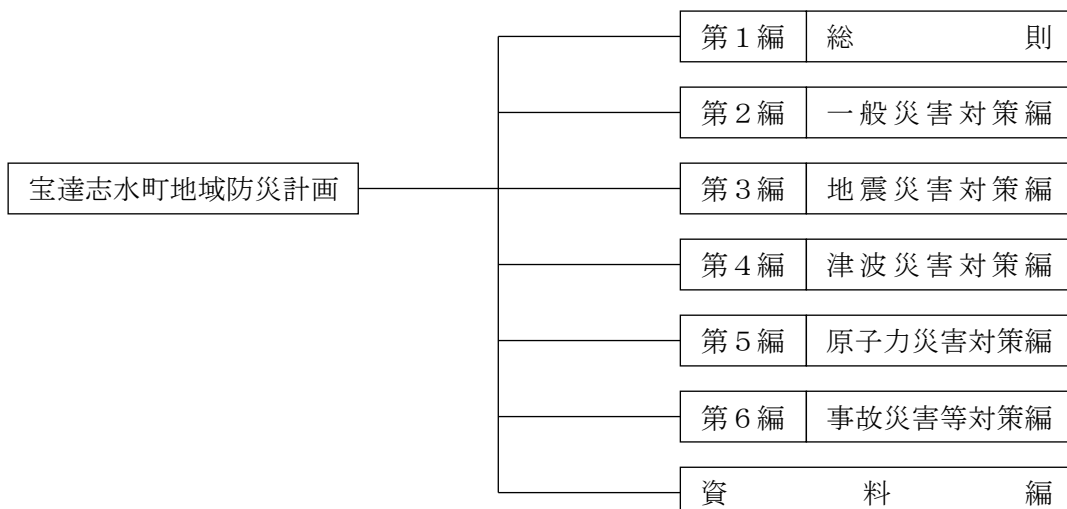 第１編 総則
第２編 一般災害対策編
宝達志水町地域防災計画 第３編 地震災害対策編
第４編 津波災害対策編
第５編 原子力災害対策編
第６編 事故災害等対策編
資料編